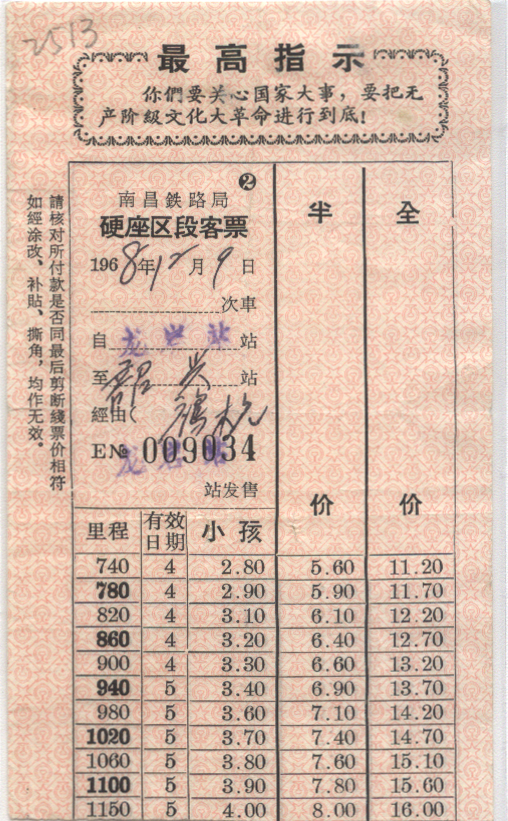 2513
最高指示
你們要关心国家大事，要把无
产阶級文化大革命进行到底！
請核对所付款是否同最后剪断綫票价相符
如經涂改、补貼、撕角，均作无效。
❷
南昌鉄路局
硬座区段客票
1968年12月9日
次車
自龙岩站站
至韶兴站
經由(
E№ 009034
龙岩站
站发售
半价
全价
里程 有效日期 小孩
740 4 2.80 5.60 11.20
780 4 2.90 5.90 11.70
820 4 3.10 6.10 12.20
860 4 3.20 6.40 12.70
900 4 3.30 6.60 13.20
940 5 3.40 6.90 13.70
980 5 3.60 7.10 14.20
1020 5 3.70 7.40 14.70
1060 5 3.80 7.60 15.10
1100 5 3.90 7.80 15.60
1150 5 4.00 8.00 16.00